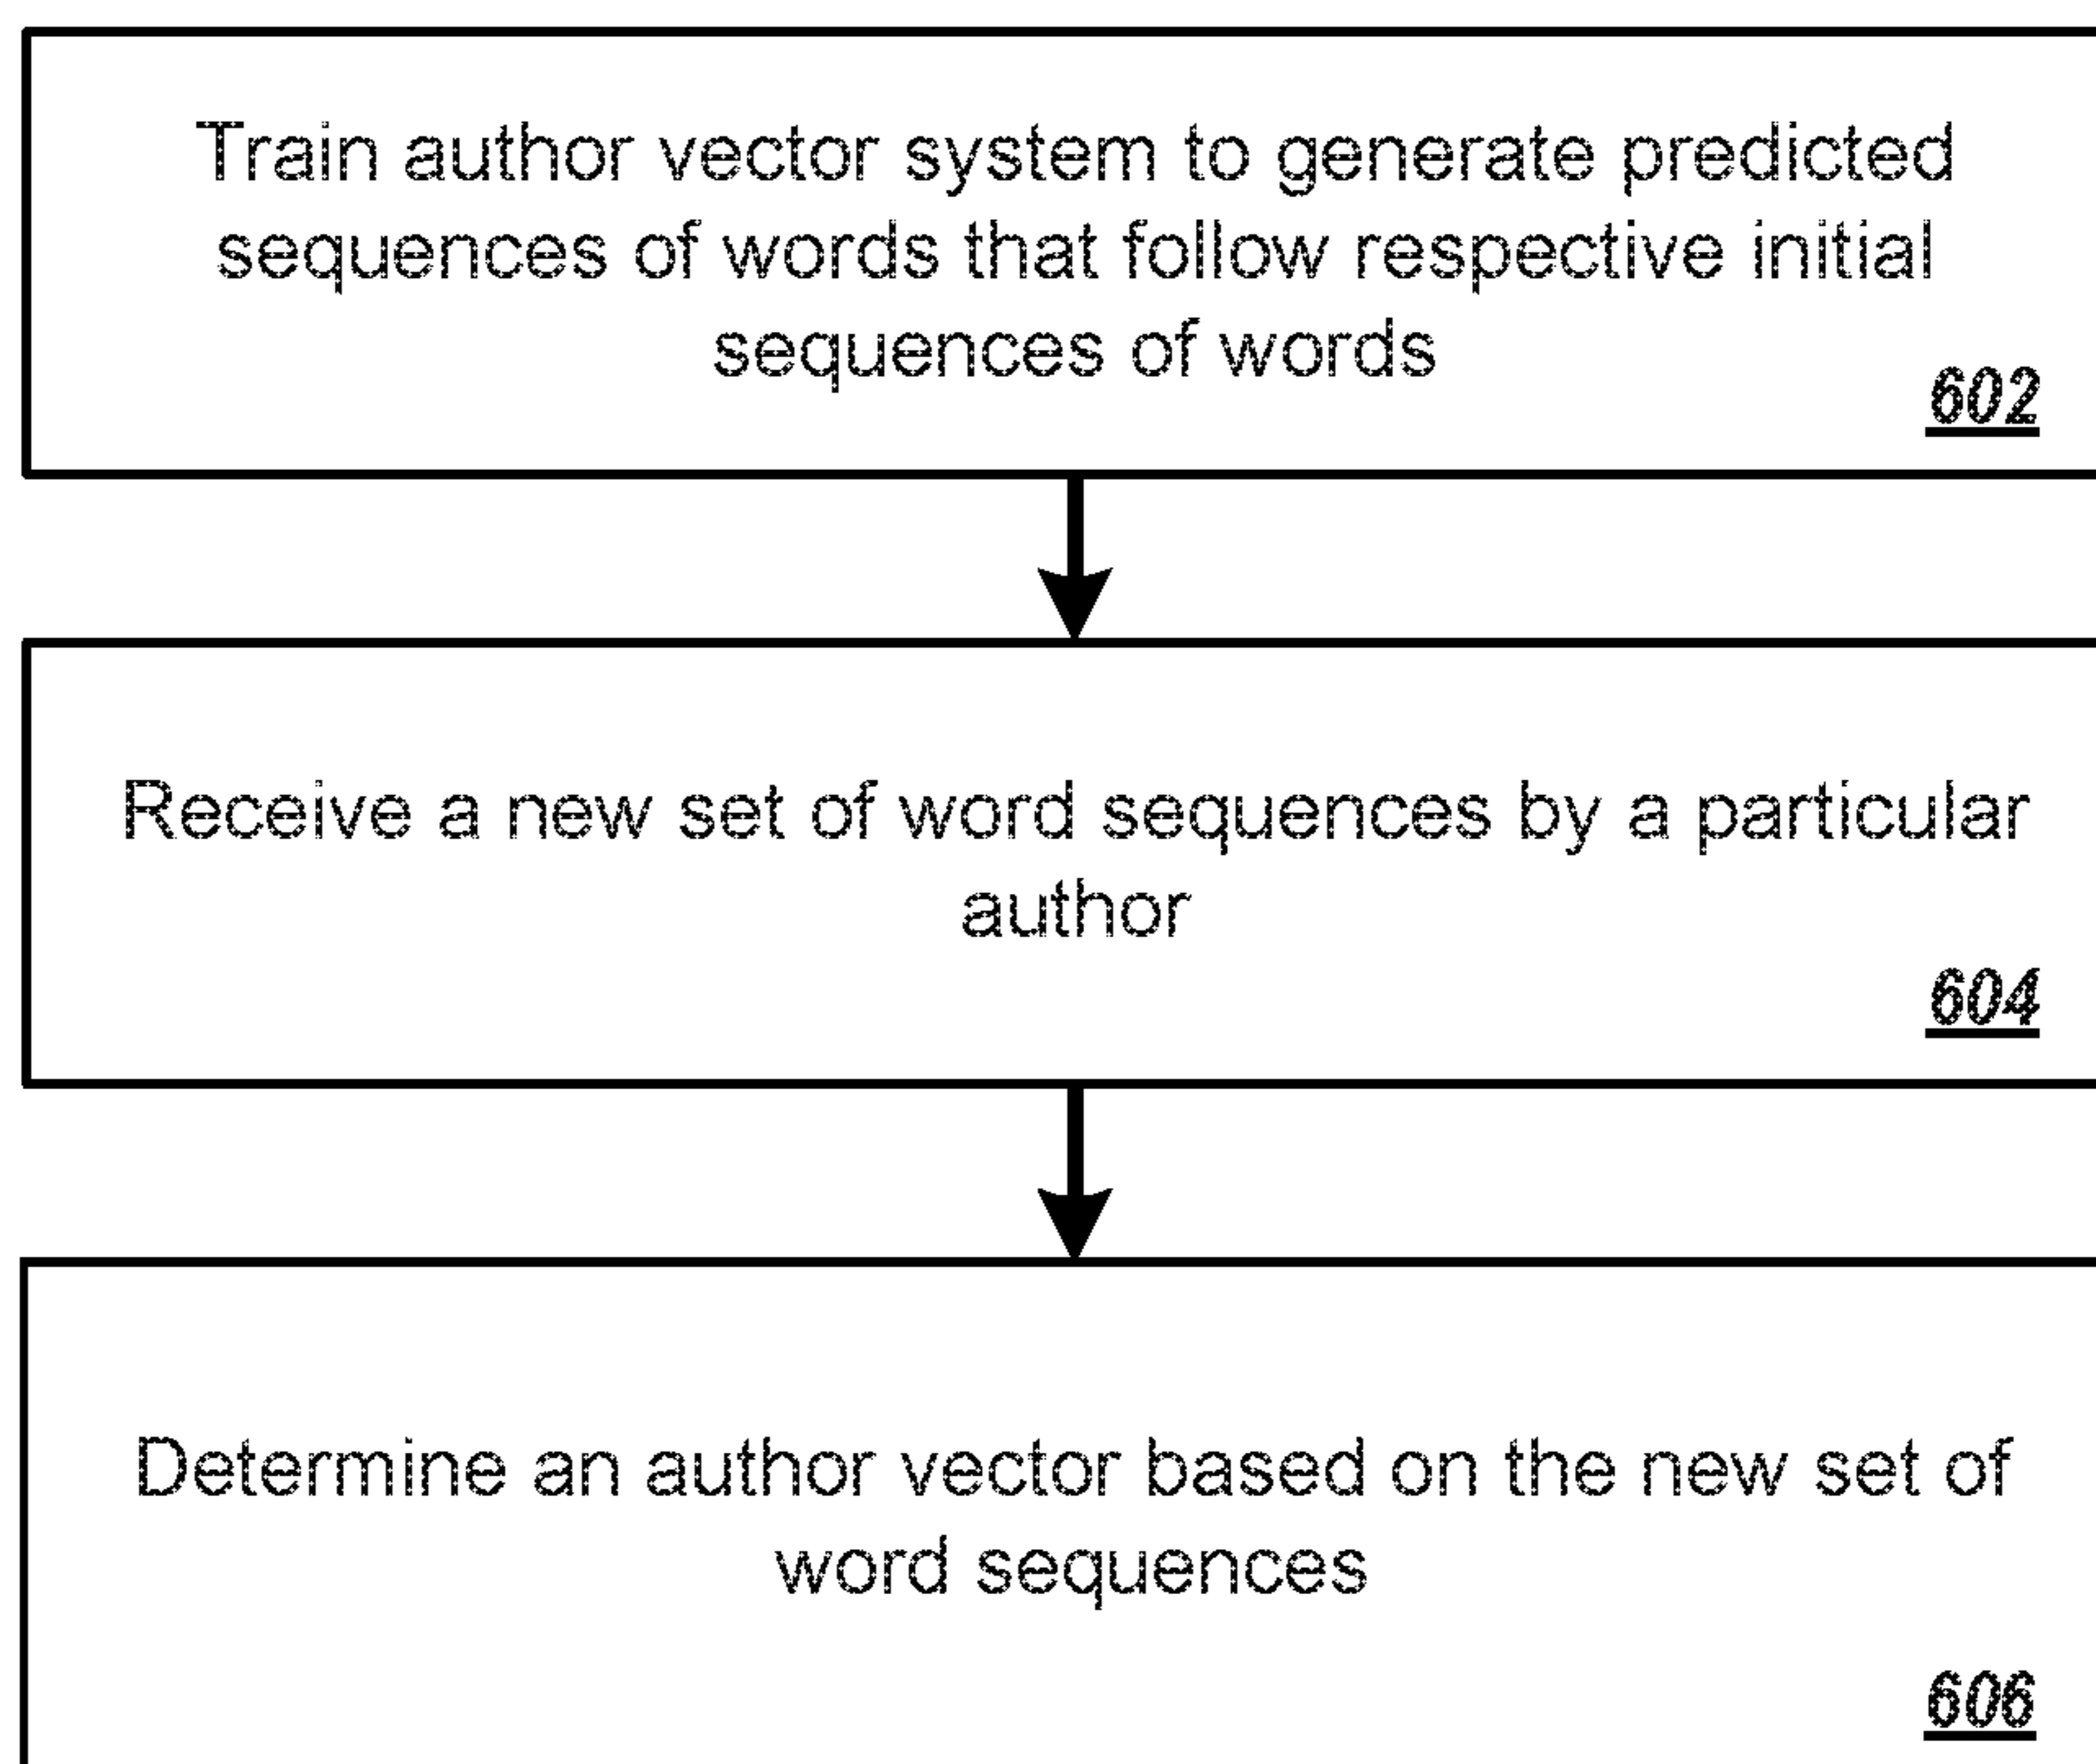 Train author vector system to generate predicted
sequences of words that follow respective initial
sequences of words
602
Receive a new set of word sequences by a particular
author
604
Determine an author vector based on the new set of
word sequences
606